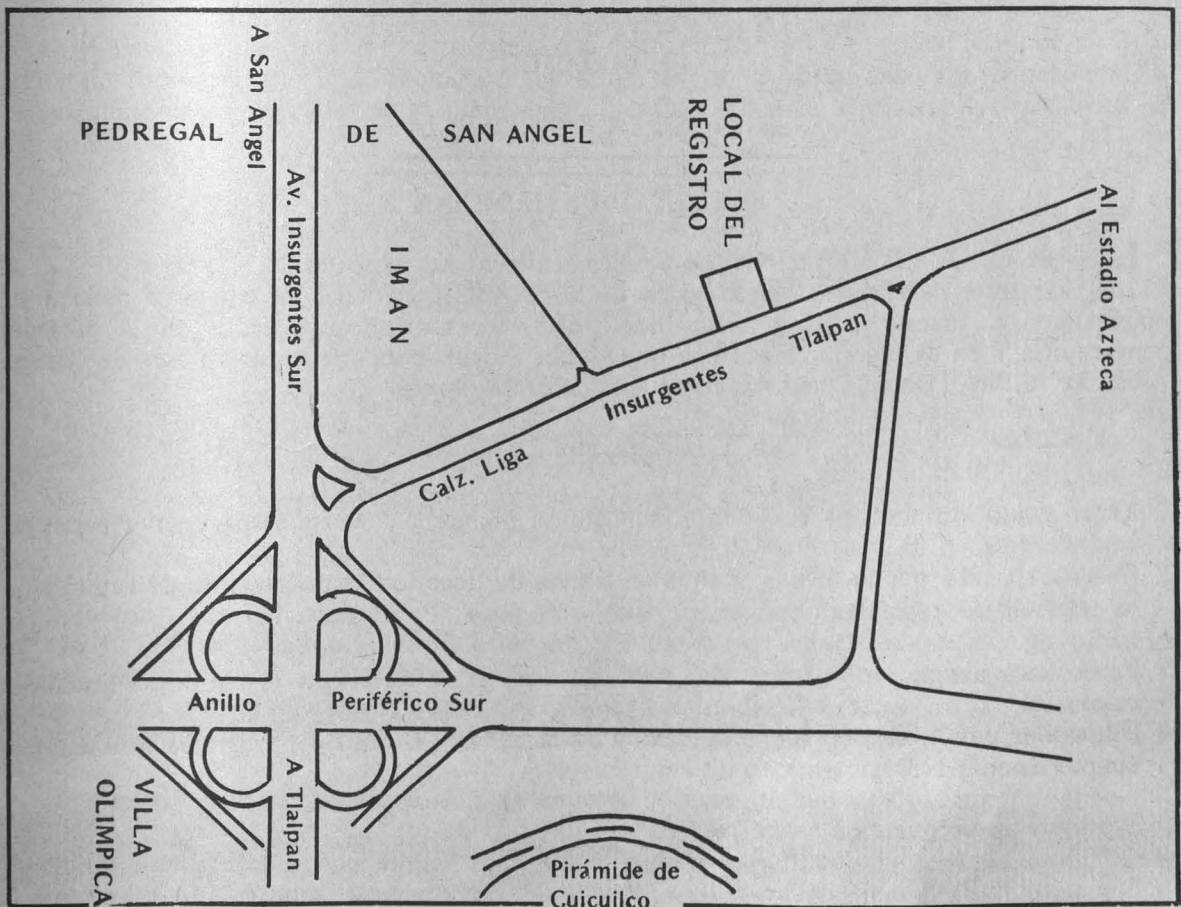 A San Angel
PEDREGAL DE SAN ANGEL
LOCAL DEL
REGISTRO
Av. Insurgentes Sur
IMAN
Al Estadio Azteca
Calz. Liga Insurgentes Tlalpan
Anillo Periférico Sur
A Tlalpan
VILLA
OLIMPICA
Pirámide de
Cuicuilco